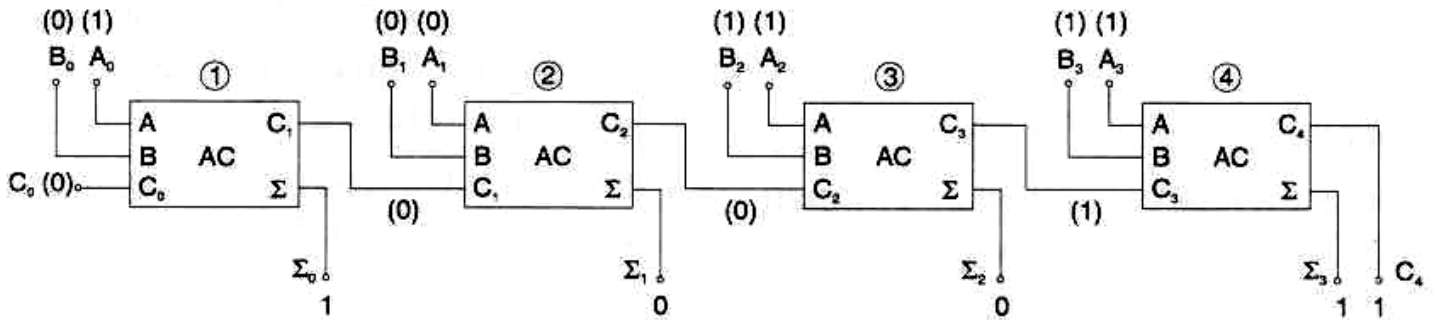 (0) (1) (0) (0) (1) (1) (1) (1)
B₀ A₀ B₁ A₁ B₂ A₂ B₃ A₃
① ② ③ ④
A C₁ A C₂ A C₃ A C₄
B AC B AC B AC B AC
C₀ (0) C₀ Σ C₁ Σ C₂ Σ C₃ Σ
(0) (0) (1)
Σ₀ Σ₁ Σ₂ Σ₃ C₄
1 0 0 1 1